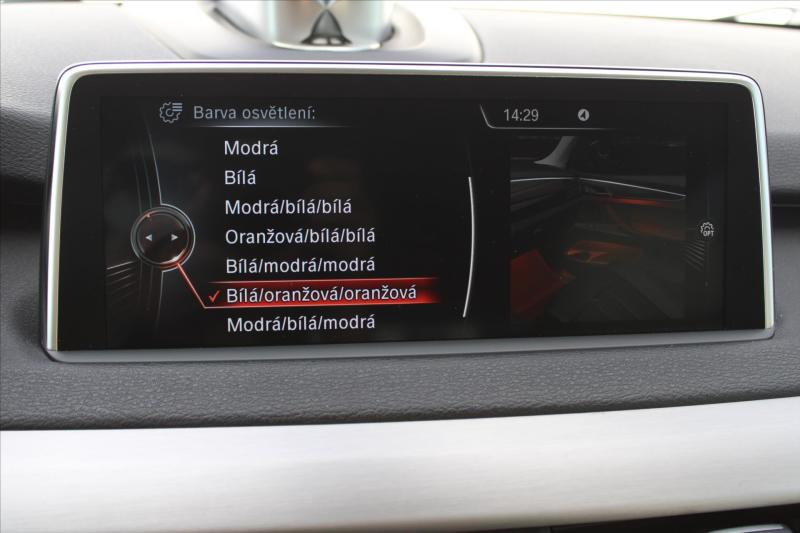 Barva osvětlení:
14:29
Modrá
Bílá
Modrá/bílá/bílá
Oranžová/bílá/bílá
Bílá/modrá/modrá
Bílá/oranžová/oranžová
Modrá/bílá/modrá
OPT